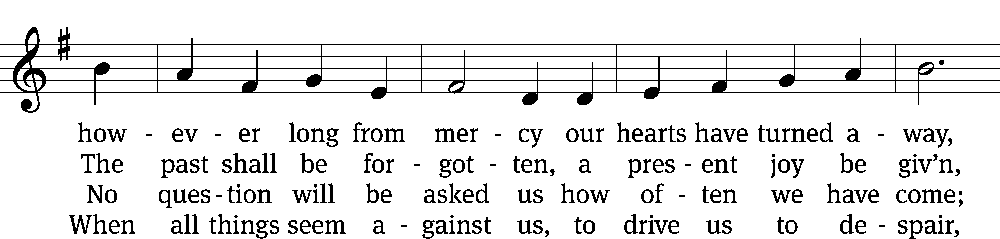 how - ev - er long from mer - cy our hearts have turned a - way,
The past shall be for - got - ten, a pres - ent joy be giv’n,
No ques - tion will be asked us how of - ten we have come;
When all things seem a - gainst us, to drive us to de - spair,